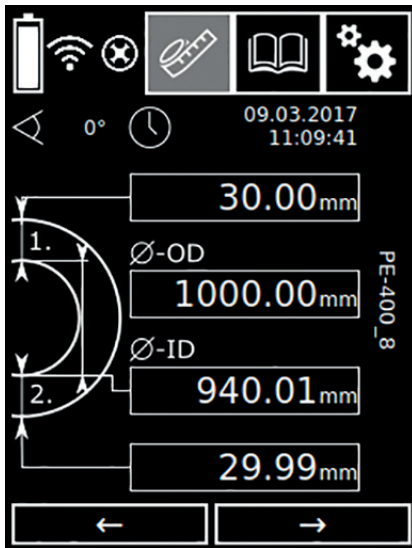 0°
09.03.2017
11:09:41
30.00mm
1.
Ø-OD
1000.00mm
PE-400_8
Ø-ID
2.
940.01mm
29.99mm
← →